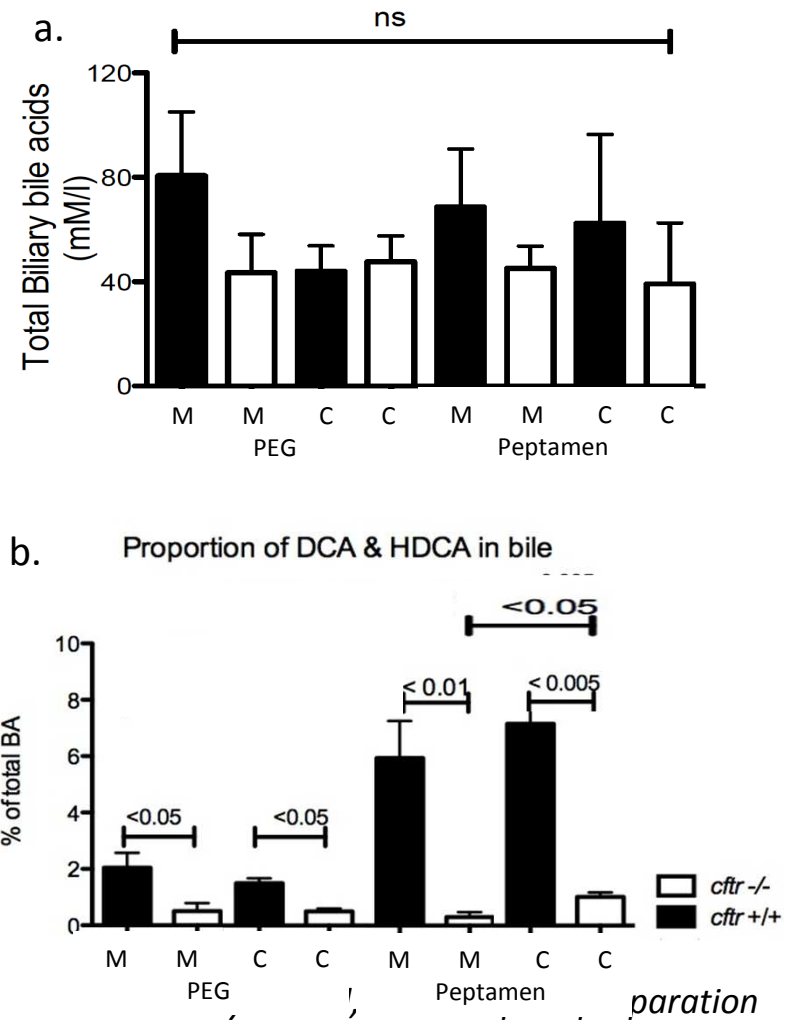 a.
ns
Total Biliary bile acids
(mM/l)
120
80
40
0
M M C C M M C C
PEG Peptamen
b. Proportion of DCA & HDCA in bile
<0.05
% of total BA
10
8
6
4
2
0
< 0.01 < 0.005
<0.05 <0.05
cftr -/-
cftr +/+
M M C C M M C C
PEG Peptamen
paration